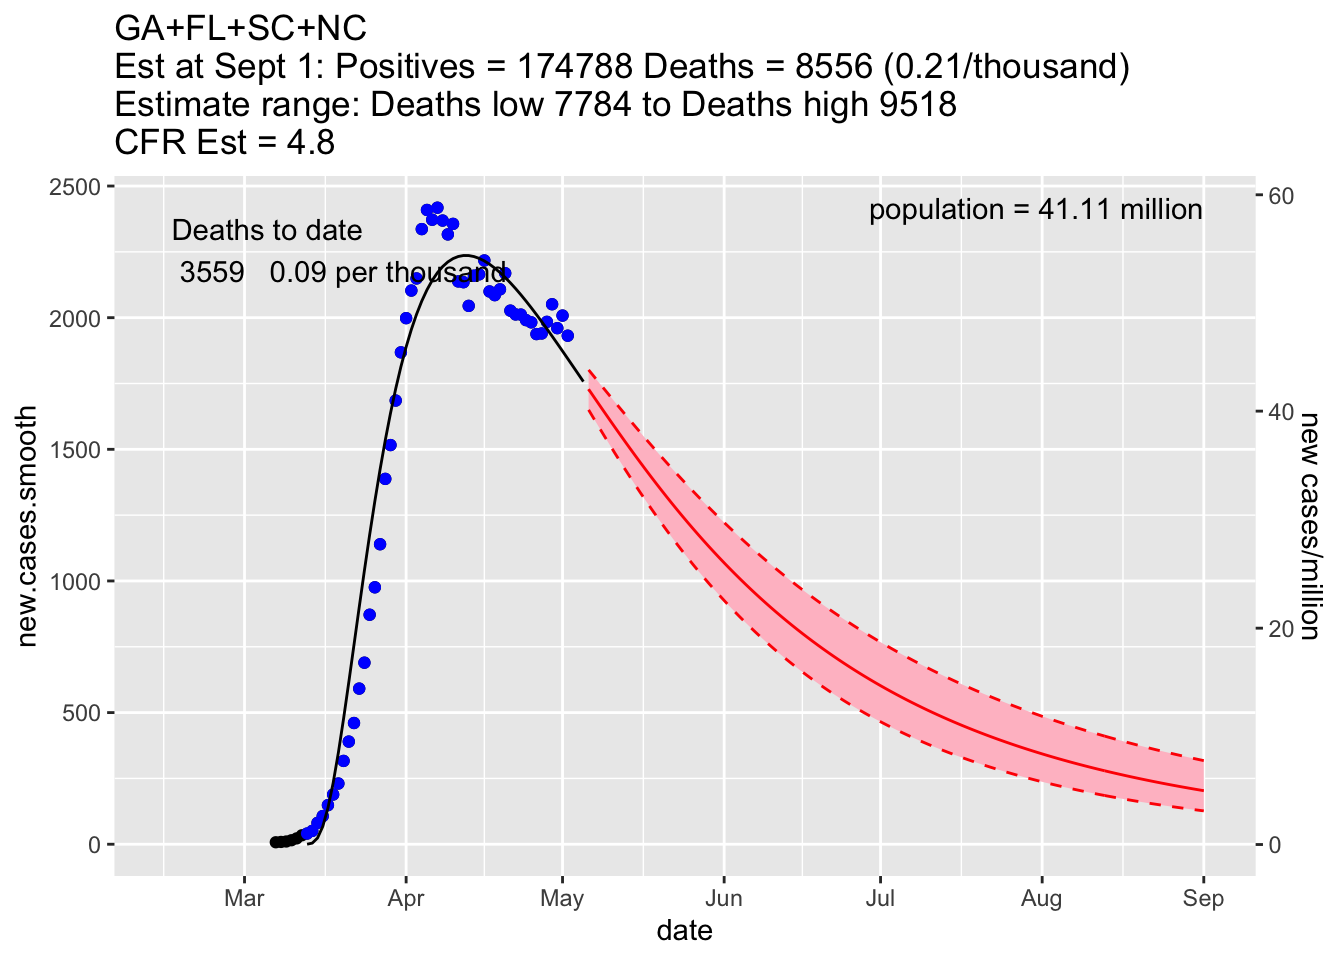 GA+FL+SC+NC
Est at Sept 1: Positives = 174788 Deaths = 8556 (0.21/thousand)
Estimate range: Deaths low 7784 to Deaths high 9518
CFR Est = 4.8
2500
2000
1500
1000
500
0
new.cases.smooth
Deaths to date
3559 0.09 per thousand
population = 41.11 million
60
40
20
0
new cases/million
Mar Apr May Jun Jul Aug Sep
date